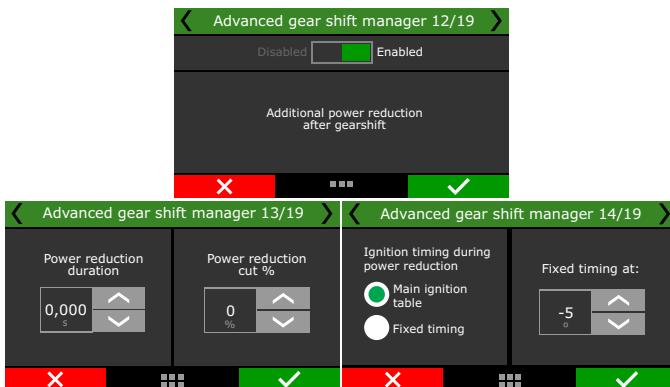 Advanced gear shift manager 12/19
Disabled Enabled
Additional power reduction
after gearshift
Advanced gear shift manager 13/19
Power reduction
duration
0,000
s
Power reduction
cut %
0
%
Advanced gear shift manager 14/19
Ignition timing during
power reduction
Main ignition
table
Fixed timing
Fixed timing at:
-5
°